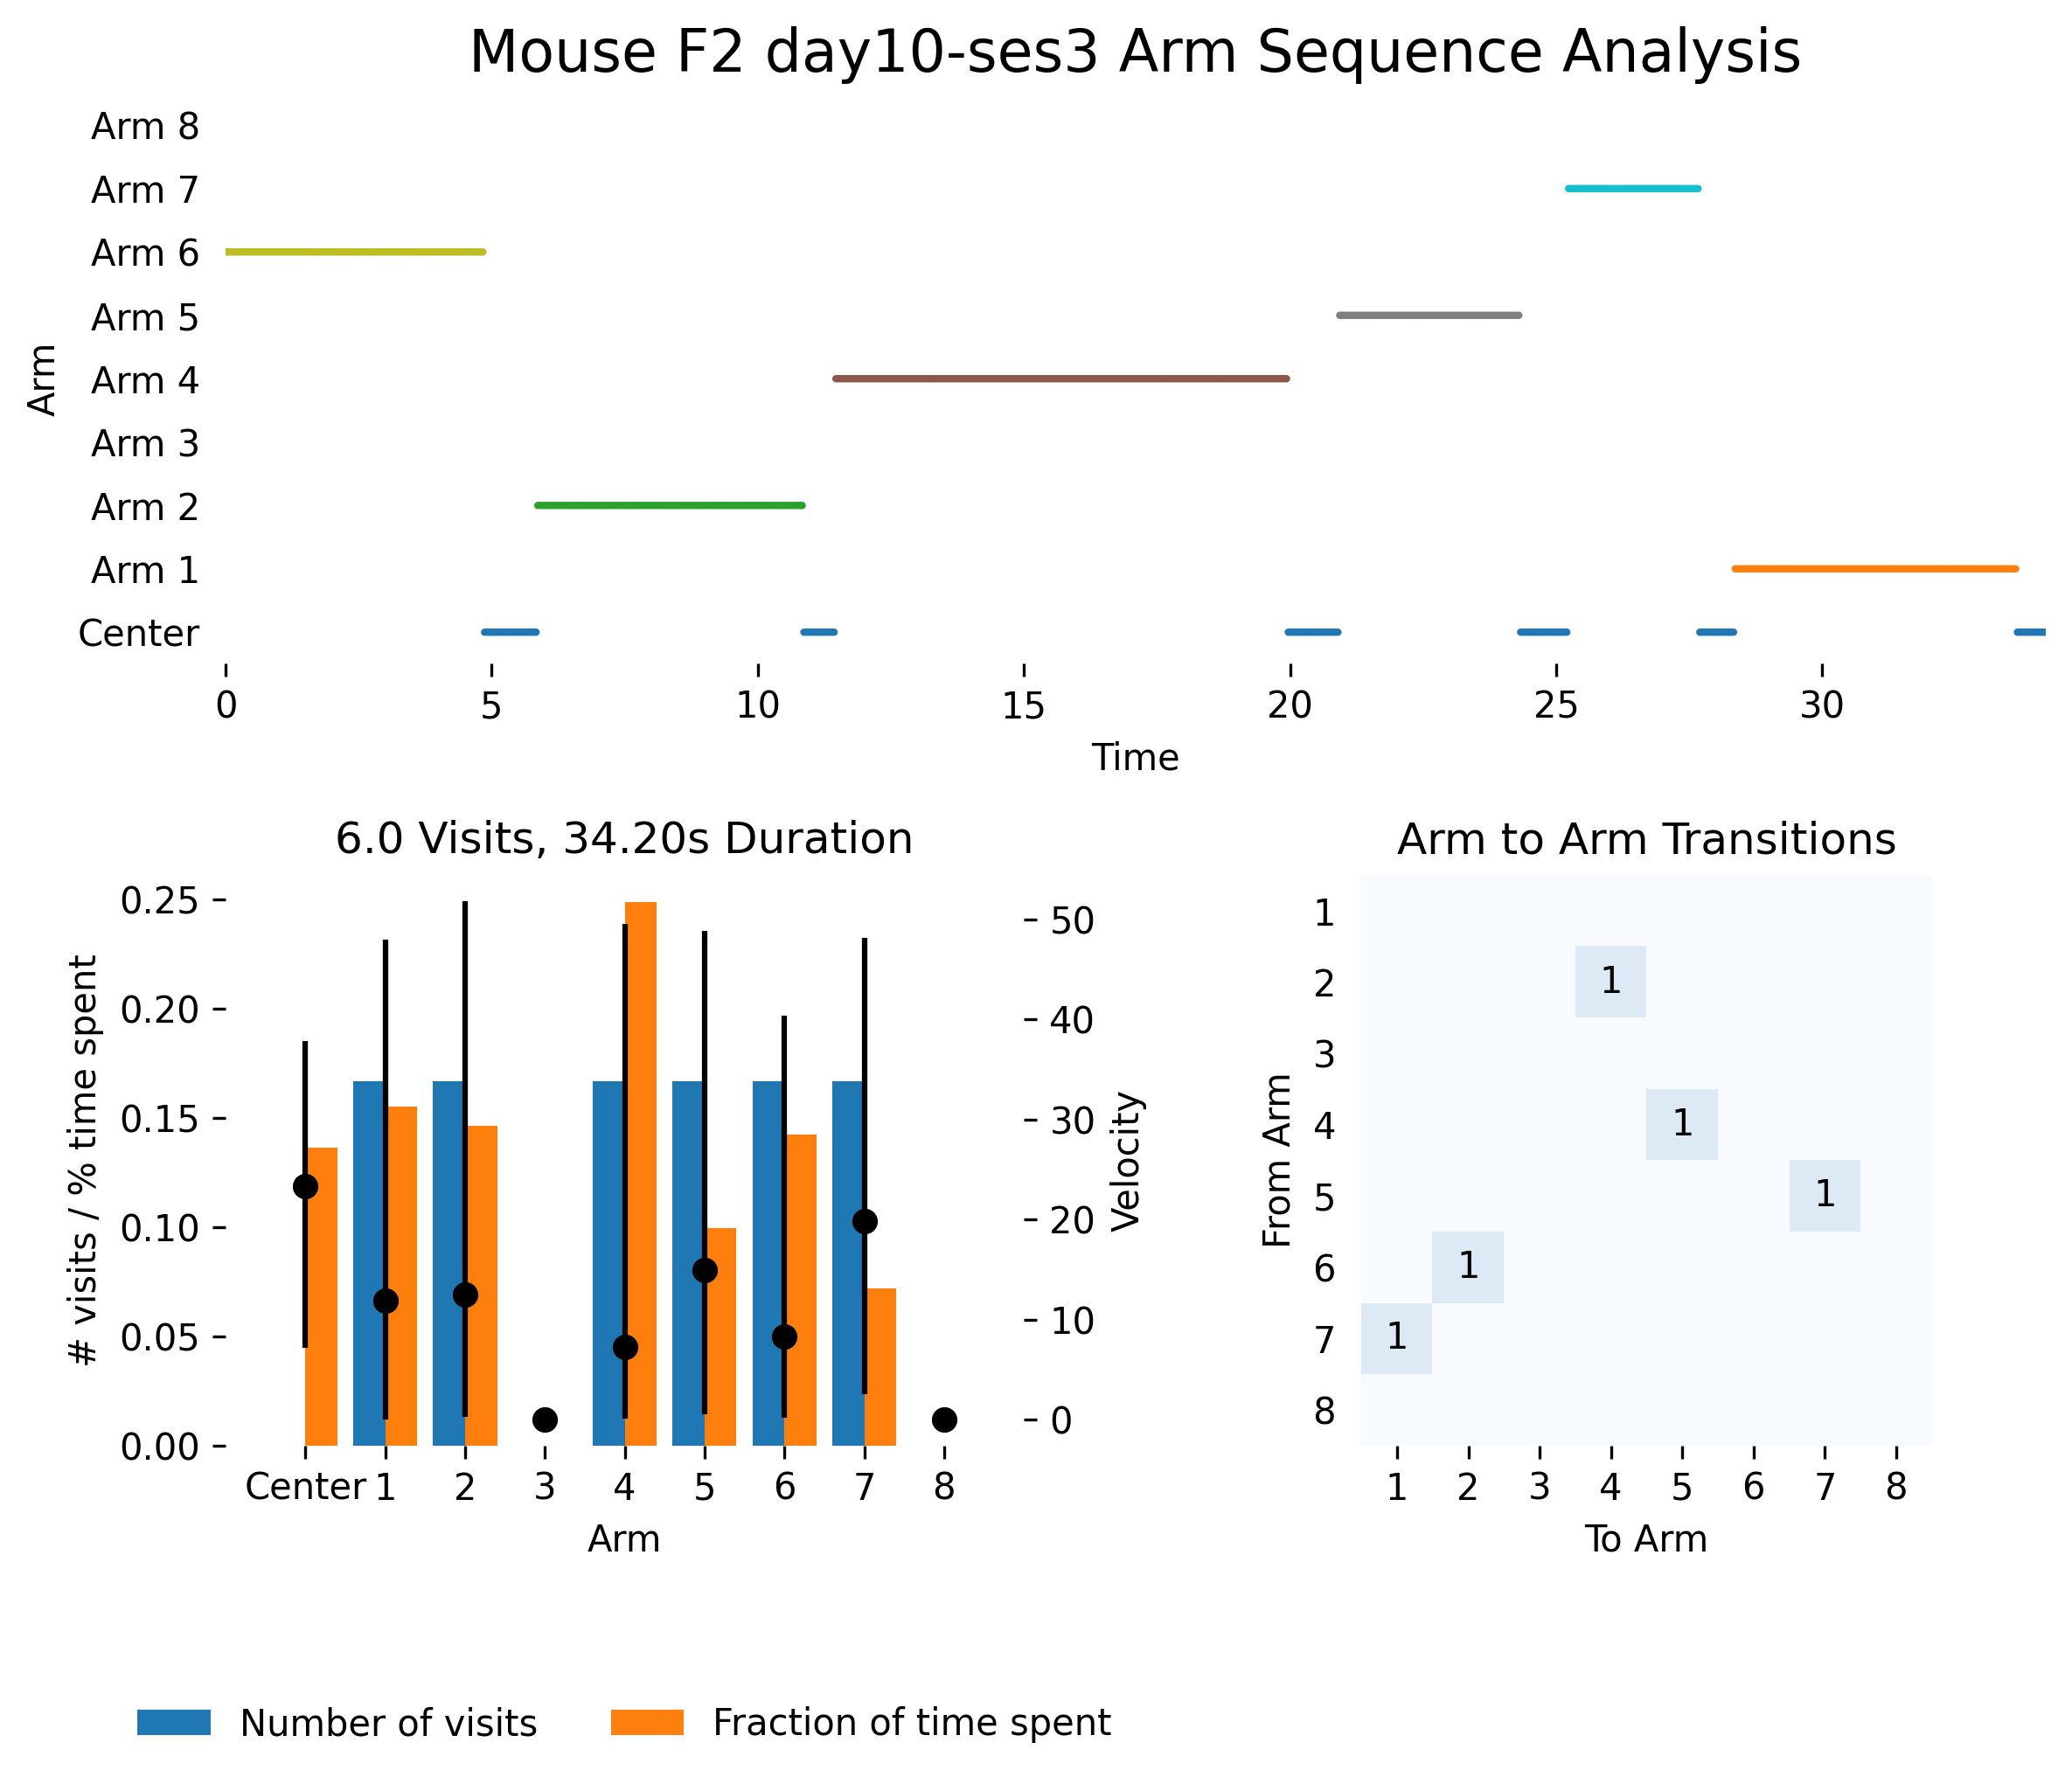 Mouse F2 day10-ses3 Arm Sequence Analysis
Arm 8
Arm 7
Arm 6
Arm 5
Arm 4
Arm 3
Arm 2
Arm 1
Center
Arm
0 5 10 15 20 25 30
Time
6.0 Visits, 34.20s Duration
0.25
0.20
0.15
0.10
0.05
0.00
# visits / % time spent
50
40
30
20
10
0
Velocity
Center 1 2 3 4 5 6 7 8
Arm
Arm to Arm Transitions
1
2
3
4
5
6
7
8
From Arm
1
1
1
1
1
1 2 3 4 5 6 7 8
To Arm
Number of visits
Fraction of time spent